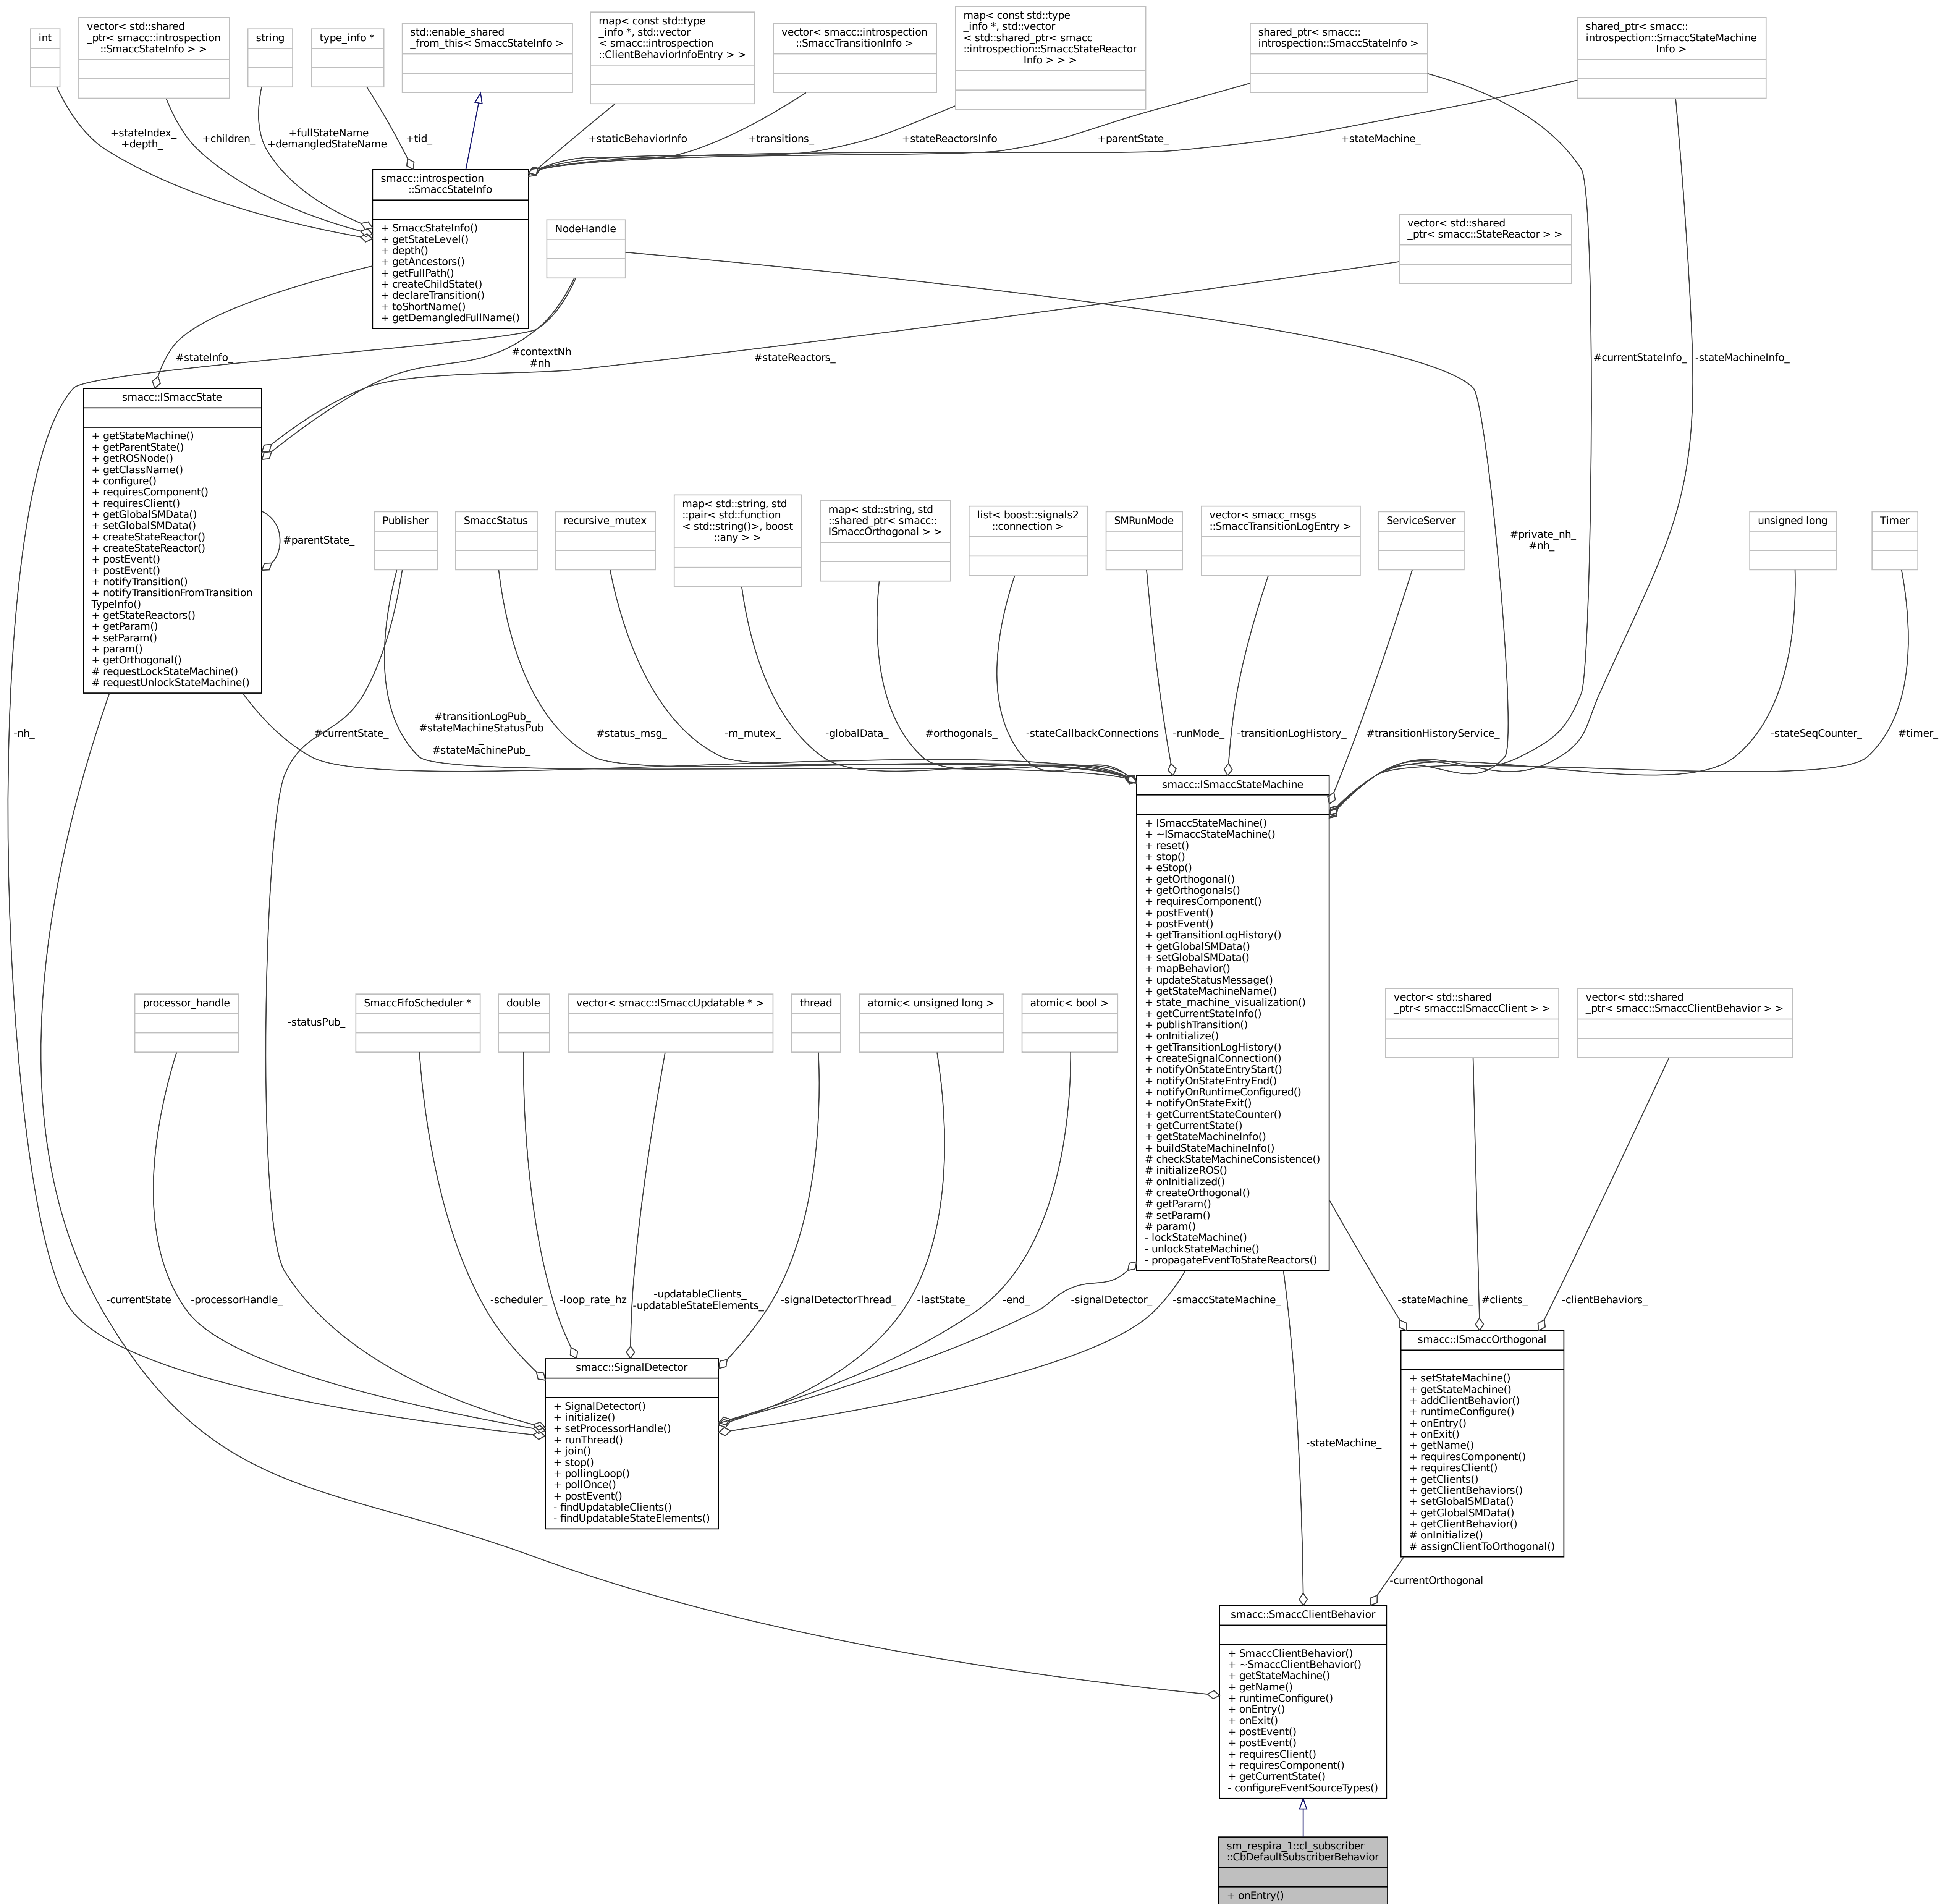 int
vector< std::shared
_ptr< smacc::introspection
::SmaccStateInfo > >
string
type_info *
std::enable_shared
_from_this< SmaccStateInfo >
map< const std::type
_info *, std::vector
< smacc::introspection
::ClientBehaviorInfoEntry > >
vector< smacc::introspection
::SmaccTransitionInfo >
map< const std::type
_info *, std::vector
< std::shared_ptr< smacc
::introspection::SmaccStateReactor
Info > > >
shared_ptr< smacc::
introspection::SmaccStateInfo >
shared_ptr< smacc::
introspection::SmaccStateMachine
Info >
+stateIndex_
+depth_
+children_
+fullStateName
+demangledStateName
+tid_
+staticBehaviorInfo
+transitions_
+stateReactorsInfo
+parentState_
+stateMachine_
smacc::introspection
::SmaccStateInfo
+ SmaccStateInfo()
+ getStateLevel()
+ depth()
+ getAncestors()
+ getFullPath()
+ createChildState()
+ declareTransition()
+ toShortName()
+ getDemangledFullName()
NodeHandle
vector< std::shared
_ptr< smacc::StateReactor > >
#stateInfo_
#contextNh
#nh
#stateReactors_
#currentStateInfo_
-stateMachineInfo_
smacc::ISmaccState
+ getStateMachine()
+ getParentState()
+ getROSNode()
+ getClassName()
+ configure()
+ requiresComponent()
+ requiresClient()
+ getGlobalSMData()
+ setGlobalSMData()
+ createStateReactor()
+ createStateReactor()
+ postEvent()
+ postEvent()
+ notifyTransition()
+ notifyTransitionFromTransition
TypeInfo()
+ getStateReactors()
+ getParam()
+ setParam()
+ param()
+ getOrthogonal()
# requestLockStateMachine()
# requestUnlockStateMachine()
#parentState_
Publisher
SmaccStatus
recursive_mutex
map< std::string, std
::pair< std::function
< std::string()>, boost
::any > >
map< std::string, std
::shared_ptr< smacc::
ISmaccOrthogonal > >
list< boost::signals2
::connection >
SMRunMode
vector< smacc_msgs
::SmaccTransitionLogEntry >
ServiceServer
#private_nh_
#nh_
unsigned long
Timer
-nh_
#currentState_
#transitionLogPub_
#stateMachineStatusPub
_
#stateMachinePub_
#status_msg_
-m_mutex_
-globalData_
#orthogonals_
-stateCallbackConnections
-runMode_
-transitionLogHistory_
#transitionHistoryService_
-stateSeqCounter_
#timer_
smacc::ISmaccStateMachine
+ ISmaccStateMachine()
+ ~ISmaccStateMachine()
+ reset()
+ stop()
+ eStop()
+ getOrthogonal()
+ getOrthogonals()
+ requiresComponent()
+ postEvent()
+ postEvent()
+ getTransitionLogHistory()
+ getGlobalSMData()
+ setGlobalSMData()
+ mapBehavior()
+ updateStatusMessage()
+ getStateMachineName()
+ state_machine_visualization()
+ getCurrentStateInfo()
+ publishTransition()
+ onInitialize()
+ getTransitionLogHistory()
+ createSignalConnection()
+ notifyOnStateEntryStart()
+ notifyOnStateEntryEnd()
+ notifyOnRuntimeConfigured()
+ notifyOnStateExit()
+ getCurrentStateCounter()
+ getCurrentState()
+ getStateMachineInfo()
+ buildStateMachineInfo()
# checkStateMachineConsistence()
# initializeROS()
# onInitialized()
# createOrthogonal()
# getParam()
# setParam()
# param()
- lockStateMachine()
- unlockStateMachine()
- propagateEventToStateReactors()
processor_handle
-statusPub_
SmaccFifoScheduler *
double
vector< smacc::ISmaccUpdatable * >
thread
atomic< unsigned long >
atomic< bool >
vector< std::shared
_ptr< smacc::ISmaccClient > >
vector< std::shared
_ptr< smacc::SmaccClientBehavior > >
-currentState
-processorHandle_
-scheduler_
-loop_rate_hz
-updatableClients_
-updatableStateElements_
-signalDetectorThread_
-lastState_
-end_
-signalDetector_
-smaccStateMachine_
-stateMachine_
#clients_
-clientBehaviors_
smacc::SignalDetector
+ SignalDetector()
+ initialize()
+ setProcessorHandle()
+ runThread()
+ join()
+ stop()
+ pollingLoop()
+ pollOnce()
+ postEvent()
- findUpdatableClients()
- findUpdatableStateElements()
-stateMachine_
smacc::ISmaccOrthogonal
+ setStateMachine()
+ getStateMachine()
+ addClientBehavior()
+ runtimeConfigure()
+ onEntry()
+ onExit()
+ getName()
+ requiresComponent()
+ requiresClient()
+ getClients()
+ getClientBehaviors()
+ setGlobalSMData()
+ getGlobalSMData()
+ getClientBehavior()
# onInitialize()
# assignClientToOrthogonal()
-currentOrthogonal
smacc::SmaccClientBehavior
+ SmaccClientBehavior()
+ ~SmaccClientBehavior()
+ getStateMachine()
+ getName()
+ runtimeConfigure()
+ onEntry()
+ onExit()
+ postEvent()
+ postEvent()
+ requiresClient()
+ requiresComponent()
+ getCurrentState()
- configureEventSourceTypes()
sm_respira_1::cl_subscriber
::CbDefaultSubscriberBehavior
+ onEntry()